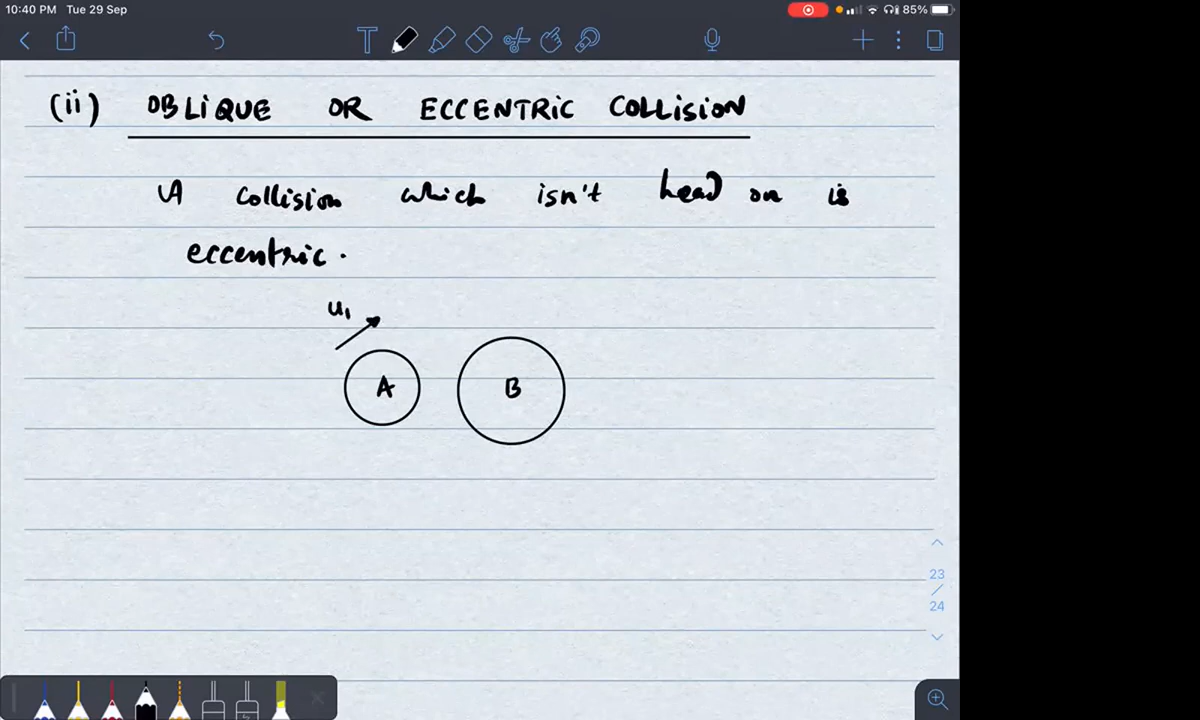 10:40 PM Tue 29 Sep
85%
(ii) OBLIQUE OR ECCENTRIC COLLISION
A collision which isn't head on is
eccentric.
u₁
A B
23
/
24